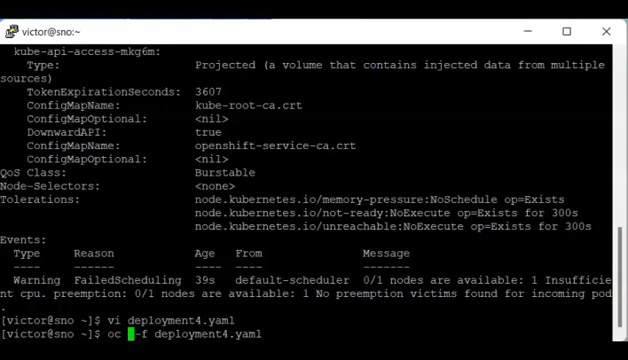 victor@sno:~
kube-api-access-mkg6m:
Type: Projected (a volume that contains injected data from multiple
sources)
TokenExpirationSeconds: 3607
ConfigMapName: kube-root-ca.crt
ConfigMapOptional: <nil>
DownwardAPI: true
ConfigMapName: openshift-service-ca.crt
ConfigMapOptional: <nil>
QoS Class: Burstable
Node-Selectors: <none>
Tolerations: node.kubernetes.io/memory-pressure:NoSchedule op=Exists
node.kubernetes.io/not-ready:NoExecute op=Exists for 300s
node.kubernetes.io/unreachable:NoExecute op=Exists for 300s
Events:
Type Reason Age From Message
---- ------ ---- ---- -------
Warning FailedScheduling 39s default-scheduler 0/1 nodes are available: 1 Insufficie
nt cpu. preemption: 0/1 nodes are available: 1 No preemption victims found for incoming pod
.
[victor@sno ~]$ vi deployment4.yaml
[victor@sno ~]$ oc -f deployment4.yaml